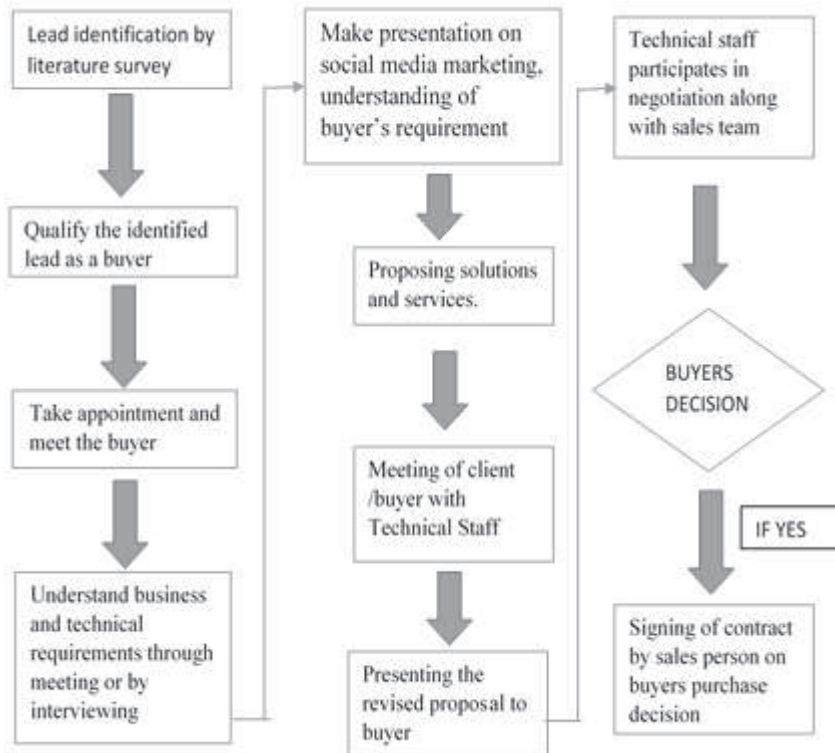 Lead identification by
literature survey
Qualify the identified
lead as a buyer
Take appointment and
meet the buyer
Understand business
and technical
requirements through
meeting or by
interviewing
Make presentation on
social media marketing,
understanding of
buyer's requirement
Proposing solutions
and services.
Meeting of client
/buyer with
Technical Staff
Presenting the
revised proposal to
buyer
Technical staff
participates in
negotiation along
with sales team
BUYERS
DECISION
IF YES
Signing of contract
by sales person on
buyers purchase
decision